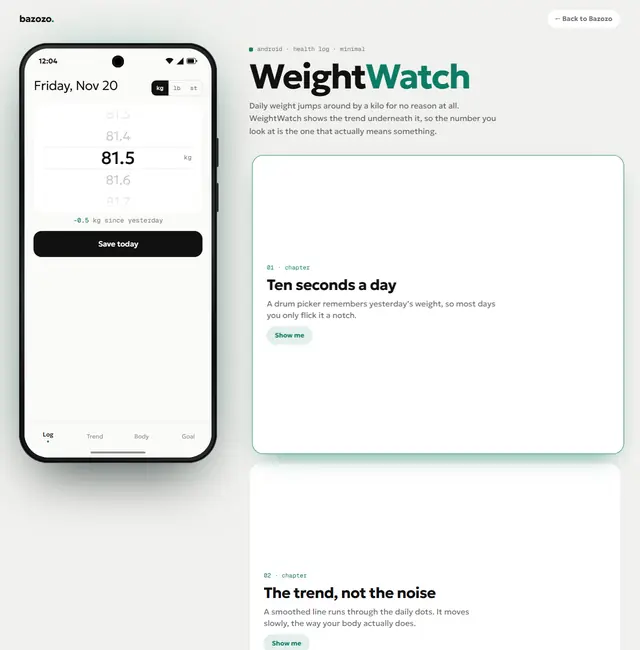 bazozo.
← Back to Bazozo
12:04
Friday, Nov 20
kg lb st
81.3
81.4
81.5 kg
81.6
81.7
-0.5 kg since yesterday
Save today
Log Trend Body Goal
android · health log · minimal
WeightWatch
Daily weight jumps around by a kilo for no reason at all.
WeightWatch shows the trend underneath it, so the number you
look at is the one that actually means something.
01 · chapter
Ten seconds a day
A drum picker remembers yesterday's weight, so most days
you only flick it a notch.
Show me
02 · chapter
The trend, not the noise
A smoothed line runs through the daily dots. It moves
slowly, the way your body actually does.
Show me